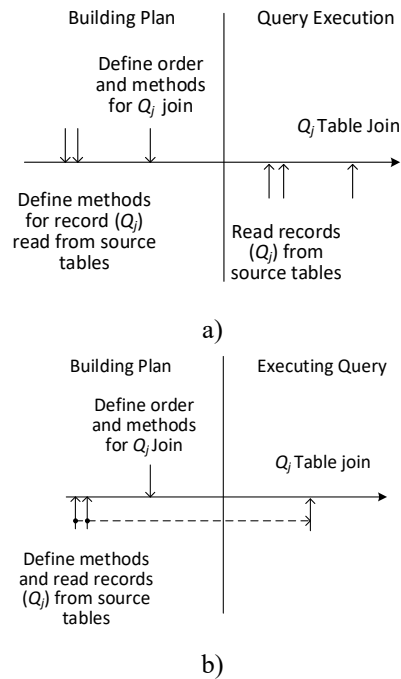 Building Plan
Query Execution
Define order
and methods
for Qj join
Qj Table Join
Define methods
for record (Qj)
read from source
tables
Read records
(Qj) from
source tables
a)
Building Plan
Executing Query
Define order
and methods
for Qj Join
Qj Table join
Define methods
and read records
(Qj) from source
tables
b)